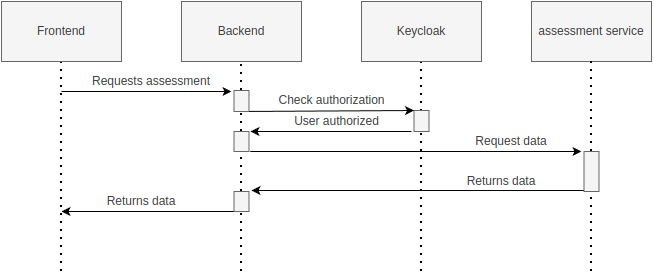 Frontend
Backend
Keycloak
assessment service
Requests assessment
Check authorization
User authorized
Request data
Returns data
Returns data